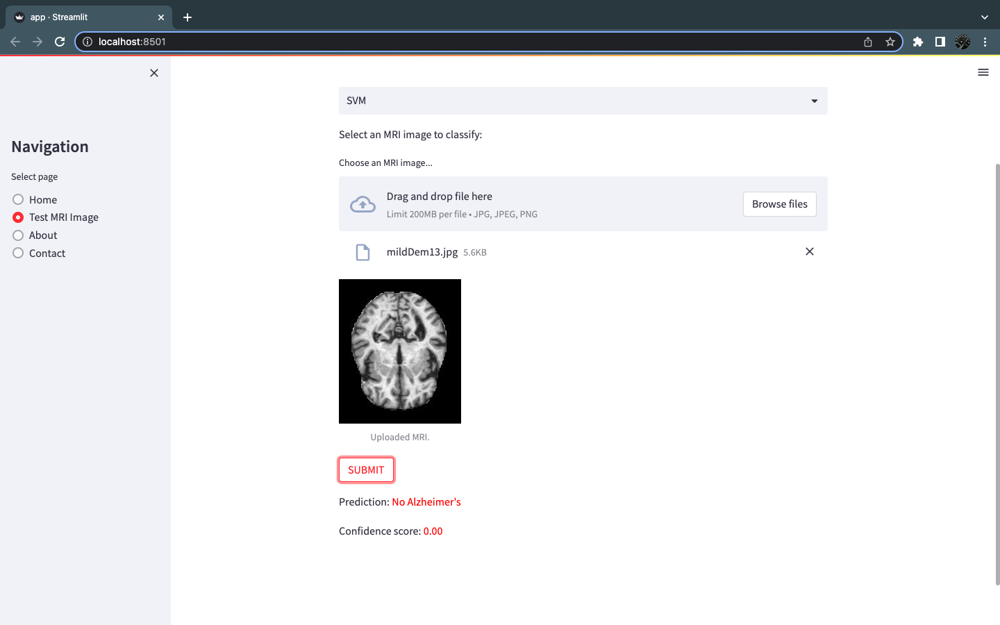 app · Streamlit
localhost:8501
Navigation
Select page
Home
Test MRI Image
About
Contact
SVM
Select an MRI image to classify:
Choose an MRI image...
Drag and drop file here
Limit 200MB per file • JPG, JPEG, PNG
Browse files
mildDem13.jpg 5.6KB
Uploaded MRI.
SUBMIT
Prediction: No Alzheimer's
Confidence score: 0.00